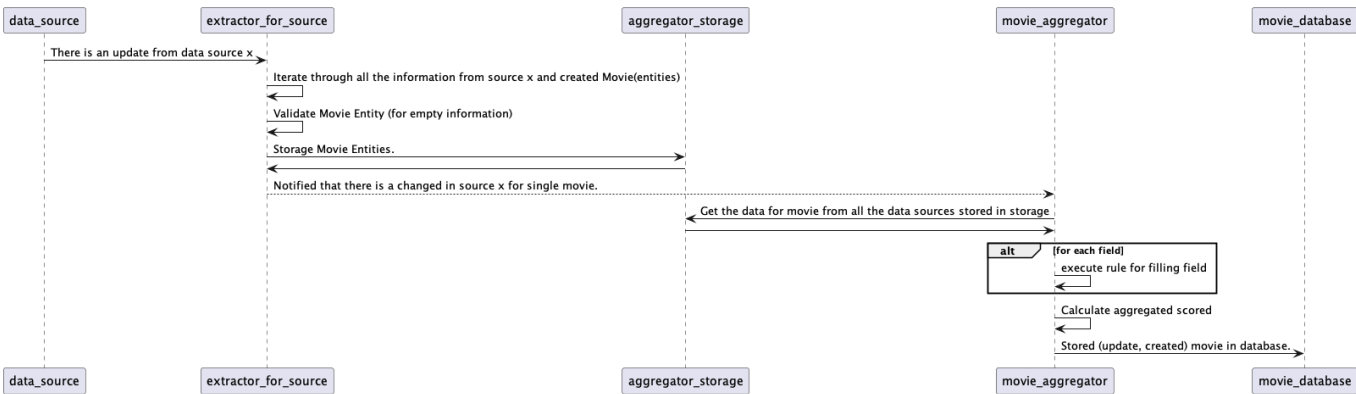 data_source extractor_for_source aggregator_storage movie_aggregator movie_database
There is an update from data source x
Iterate through all the information from source x and created Movie(entities)
Validate Movie Entity (for empty information)
Storage Movie Entities.
Notified that there is a changed in source x for single movie.
Get the data for movie from all the data sources stored in storage
alt [for each field]
execute rule for filling field
Calculate aggregated scored
Stored (update, created) movie in database.
data_source extractor_for_source aggregator_storage movie_aggregator movie_database